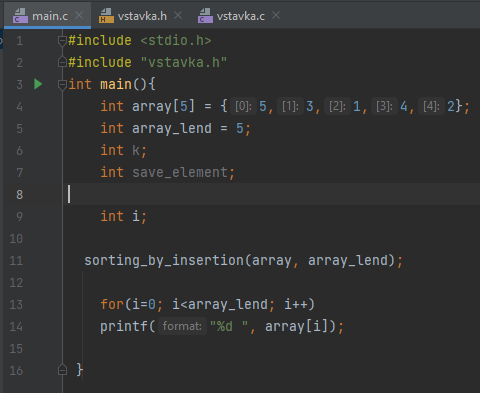 main.c vstavka.h vstavka.c
1 #include <stdio.h>
2 #include "vstavka.h"
3 int main(){
4 int array[5] = {[0]: 5,[1]: 3,[2]: 1,[3]: 4,[4]: 2};
5 int array_lend = 5;
6 int k;
7 int save_element;
8
9 int i;
10
11 sorting_by_insertion(array, array_lend);
12
13 for(i=0; i<array_lend; i++)
14 printf(format: "%d ", array[i]);
15
16 }